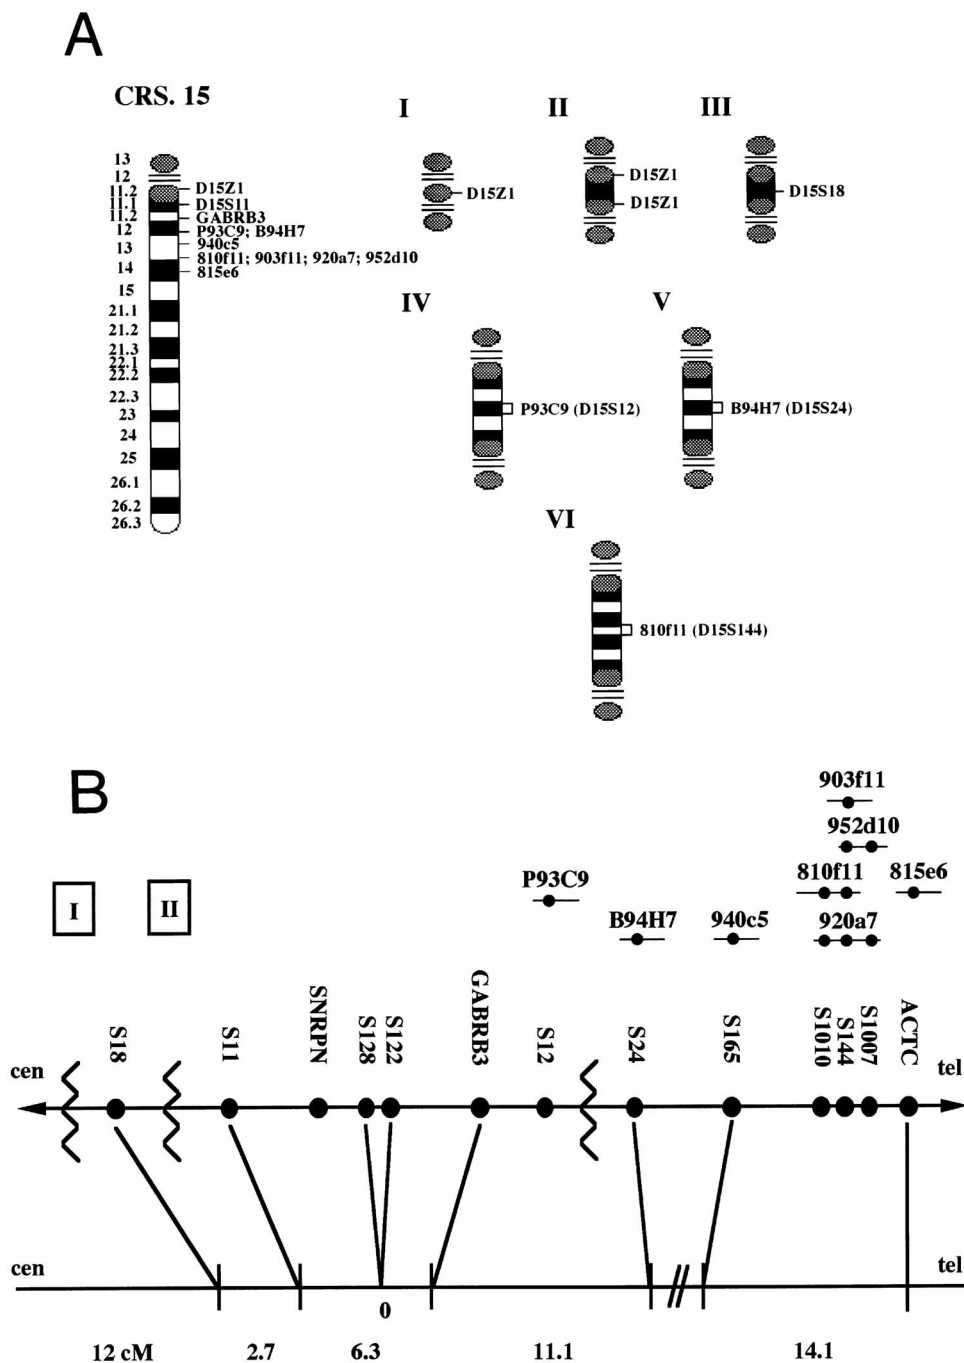 A
CRS. 15
I
II
III
13
12
11.2
11.1
11.2
12
13
14
15
21.1
21.2
21.3
22.1
22.2
22.3
23
24
25
26.1
26.2
26.3
D15Z1
D15S11
GABRB3
P93C9; B94H7
940c5
810f11; 903f11; 920a7; 952d10
815e6
D15Z1
D15Z1
D15Z1
D15S18
IV
V
P93C9 (D15S12)
B94H7 (D15S24)
VI
810f11 (D15S144)
B
903f11
952d10
P93C9
810f11
815e6
I
II
B94H7
940c5
920a7
S18
S11
SNRPN
S128
S122
GABRB3
S12
S24
S165
S1010
S144
S1007
ACTC
cen
tel
cen
tel
0
12 cM
2.7
6.3
11.1
14.1